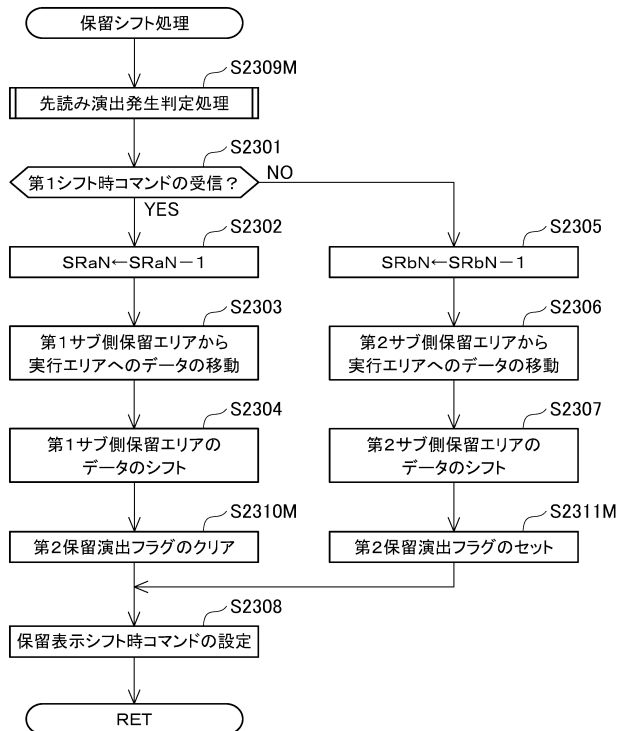 保留シフト処理
S2309M
先読み演出発生判定処理
S2301
第1シフト時コマンドの受信？
NO
YES
S2302
SRaN←SRaN－1
S2305
SRbN←SRbN－1
S2303
第1サブ側保留エリアから
実行エリアへのデータの移動
S2306
第2サブ側保留エリアから
実行エリアへのデータの移動
S2304
第1サブ側保留エリアの
データのシフト
S2307
第2サブ側保留エリアの
データのシフト
S2310M
第2保留演出フラグのクリア
S2311M
第2保留演出フラグのセット
S2308
保留表示シフト時コマンドの設定
RET